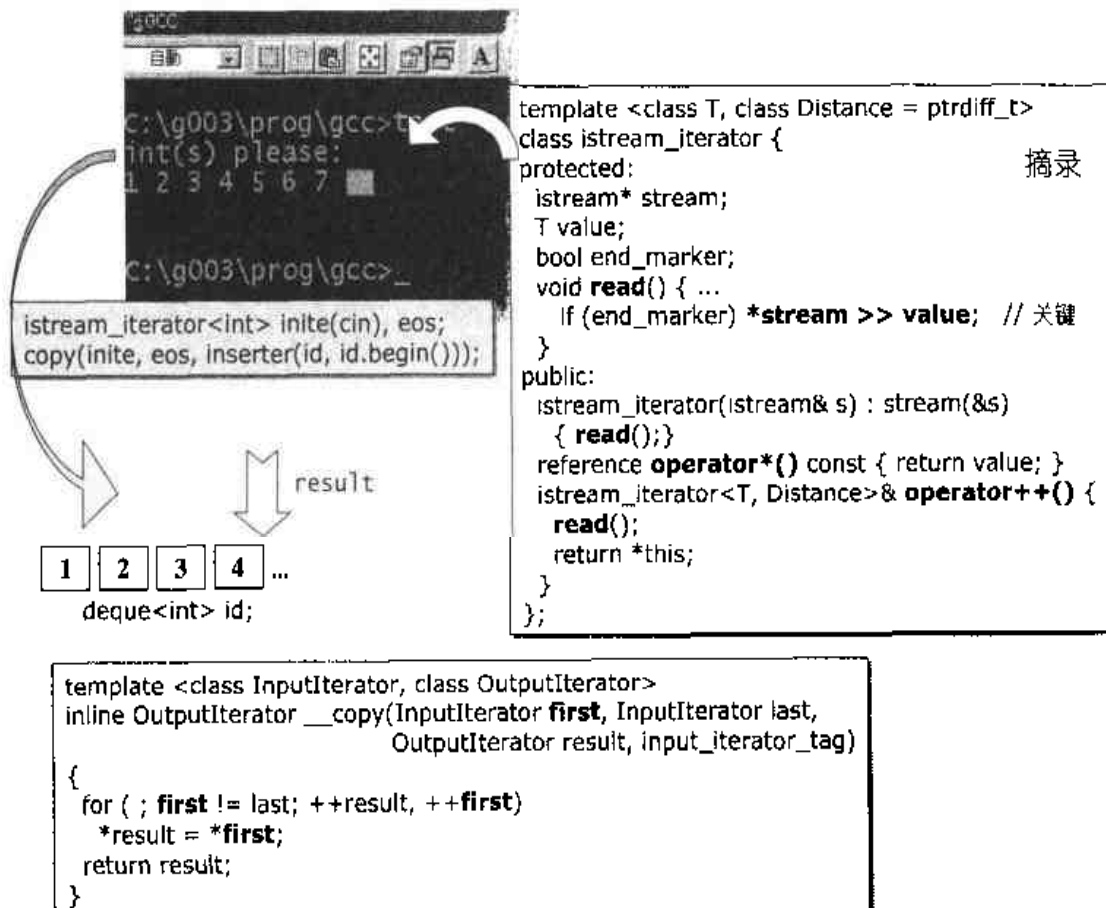 gcc
自動
A
C:\g003\prog\gcc>
int(s) please:
1 2 3 4 5 6 7
C:\g003\prog\gcc>_
istream_iterator<int> inite(cin), eos;
copy(inite, eos, inserter(id, id.begin()));
result
1 2 3 4 ...
deque<int> id;
template <class T, class Distance = ptrdiff_t>
class istream_iterator {
摘录
protected:
istream* stream;
T value;
bool end_marker;
void read() { ...
If (end_marker) *stream >> value; // 关键
}
public:
istream_iterator(istream& s) : stream(&s)
{ read();}
reference operator*() const { return value; }
istream_iterator<T, Distance>& operator++() {
read();
return *this;
}
};
template <class InputIterator, class OutputIterator>
inline OutputIterator __copy(InputIterator first, InputIterator last,
OutputIterator result, input_iterator_tag)
{
for ( ; first != last; ++result, ++first)
*result = *first;
return result;
}